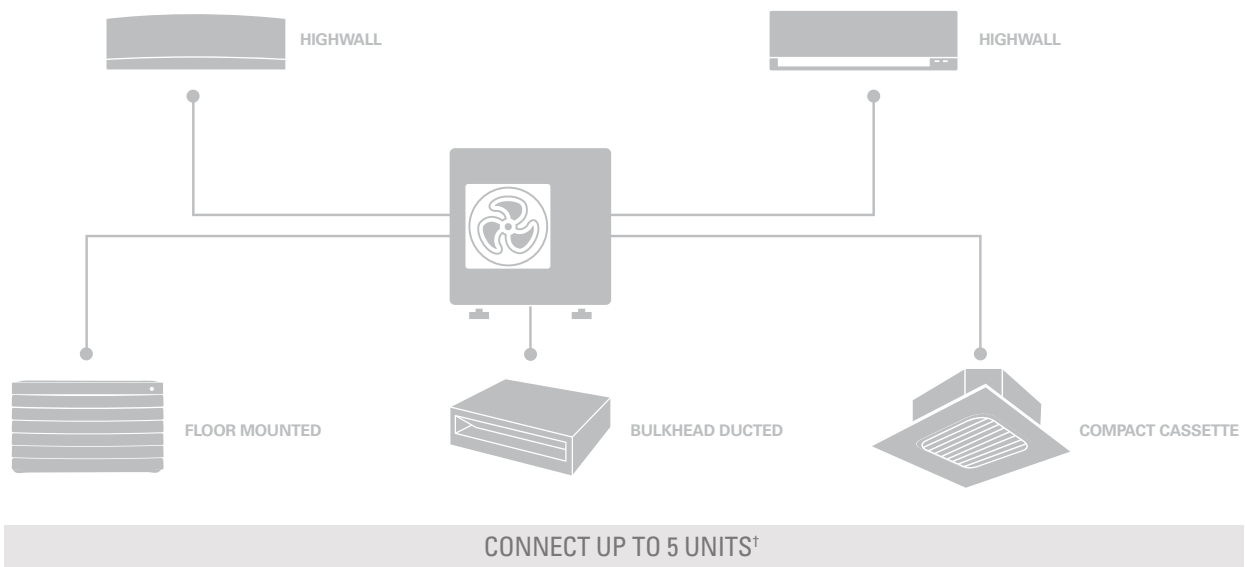 HIGHWALL
HIGHWALL
FLOOR MOUNTED
BULKHEAD DUCTED
COMPACT CASSETTE
CONNECT UP TO 5 UNITS†